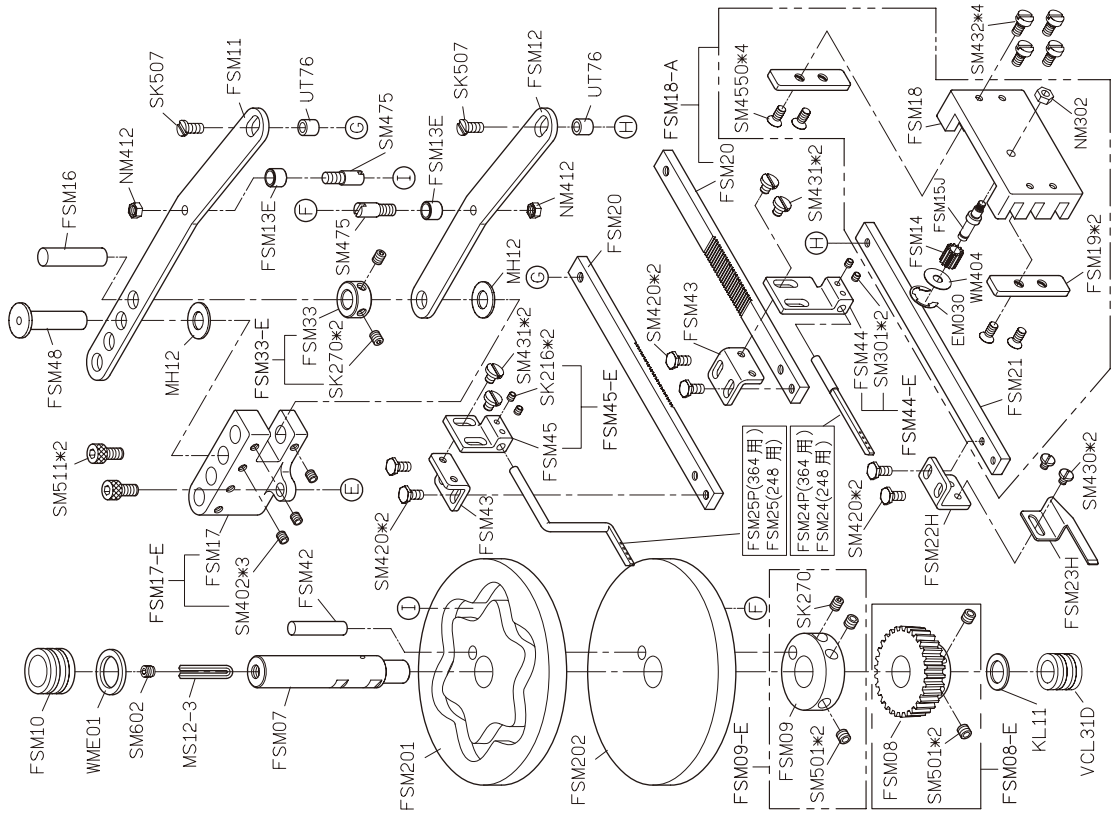 FSM10
WME01
SM602
MS12-3
FSM07
FSM201
FSM202
FSM09-E
FSM09
SM501*2
SK270
FSM08
SM501*2
FSM08-E
KL11
VCL31D
SM511*2
FSM17-E
FSM17
SM402*3
FSM42
E
I
F
FSM48
FSM16
NM412
SK507
FSM11
UT76
G
MH12
FSM13E
SM475
I
F
SM475
FSM13E
NM412
SK507
FSM12
UT76
H
FSM33-E
FSM33
SK270*2
MH12
SM431*2
SK216*2
FSM45
FSM45-E
SM420*2
FSM43
G
FSM20
FSM25P(364用)
FSM25(248用)
FSM24P(364用)
FSM24(248用)
FSM18-A
FSM20
SM431*2
SM420*2
FSM43
FSM44
SM301*2
FSM44-E
SM4550*4
FSM18
SM432*4
NM302
FSM15J
FSM14
WM404
EM030
FSM19*2
H
FSM21
SM420*2
FSM22H
FSM23H
SM430*2